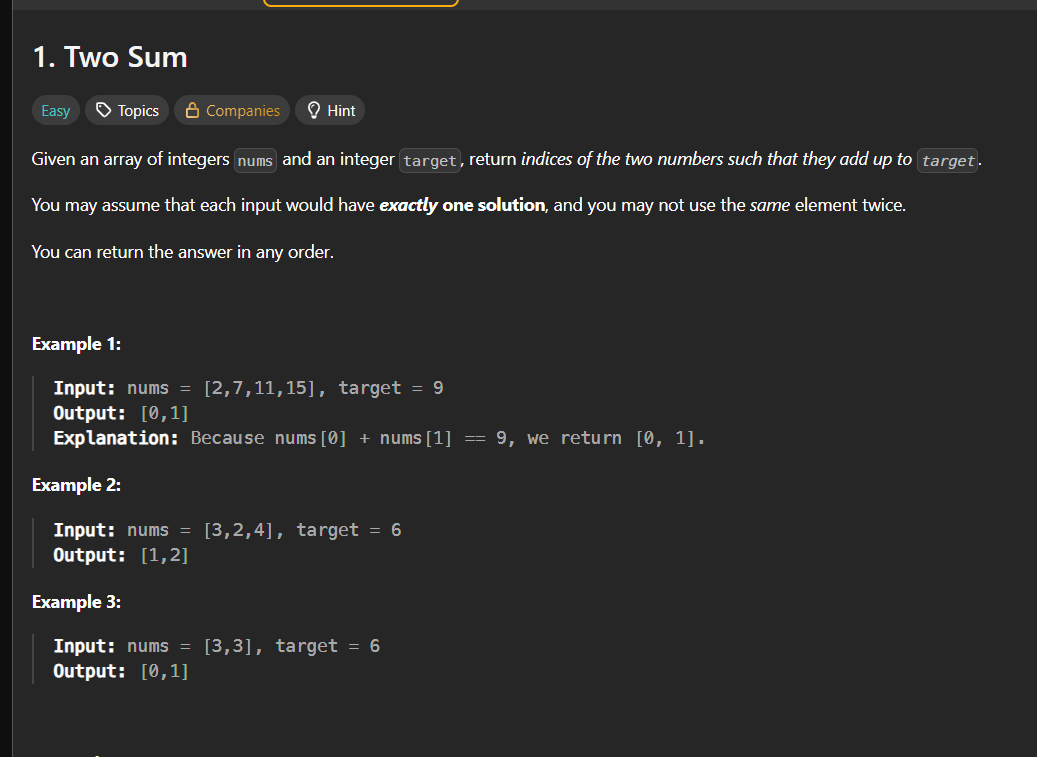 1. Two Sum
Easy Topics Companies Hint
Given an array of integers nums and an integer target, return indices of the two numbers such that they add up to target.
You may assume that each input would have exactly one solution, and you may not use the same element twice.
You can return the answer in any order.
Example 1:
Input: nums = [2,7,11,15], target = 9
Output: [0,1]
Explanation: Because nums[0] + nums[1] == 9, we return [0, 1].
Example 2:
Input: nums = [3,2,4], target = 6
Output: [1,2]
Example 3:
Input: nums = [3,3], target = 6
Output: [0,1]